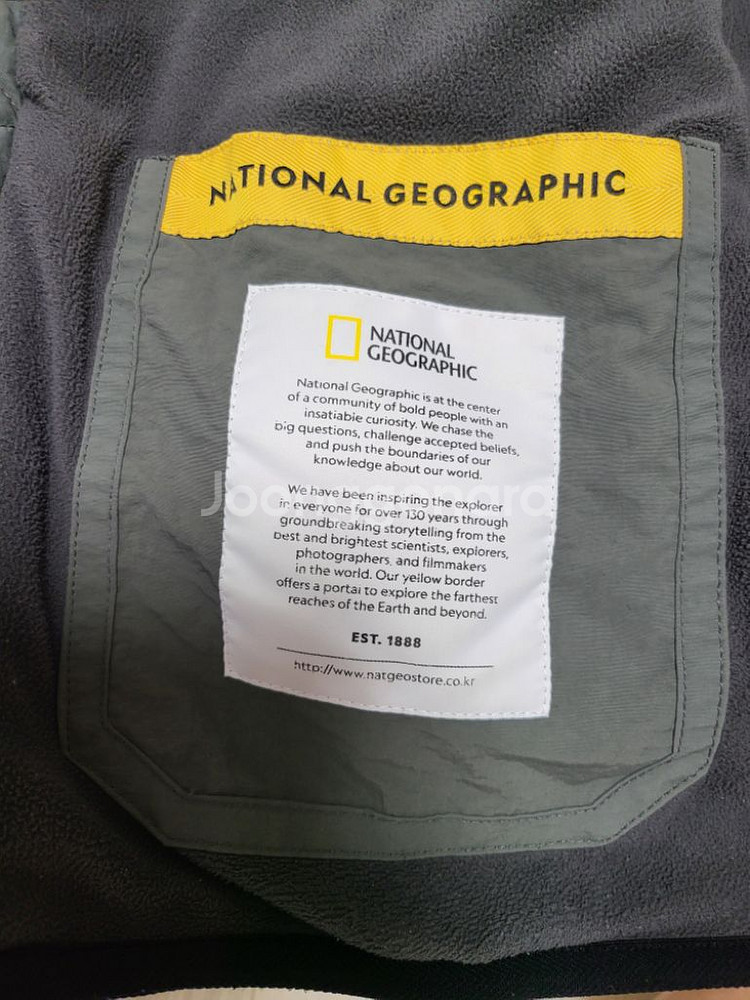 NATIONAL GEOGRAPHIC
NATIONAL
GEOGRAPHIC
National Geographic is at the center
of a community of bold people with an
insatiable curiosity. We chase the
big questions, challenge accepted beliefs,
and push the boundaries of our
knowledge about our world.
We have been inspiring the explorer
in everyone for over 130 years through
groundbreaking storytelling from the
best and brightest scientists, explorers,
photographers, and filmmakers
in the world. Our yellow border
offers a portal to explore the farthest
reaches of the Earth and beyond.
EST. 1888
http://www.natgeostore.co.kr